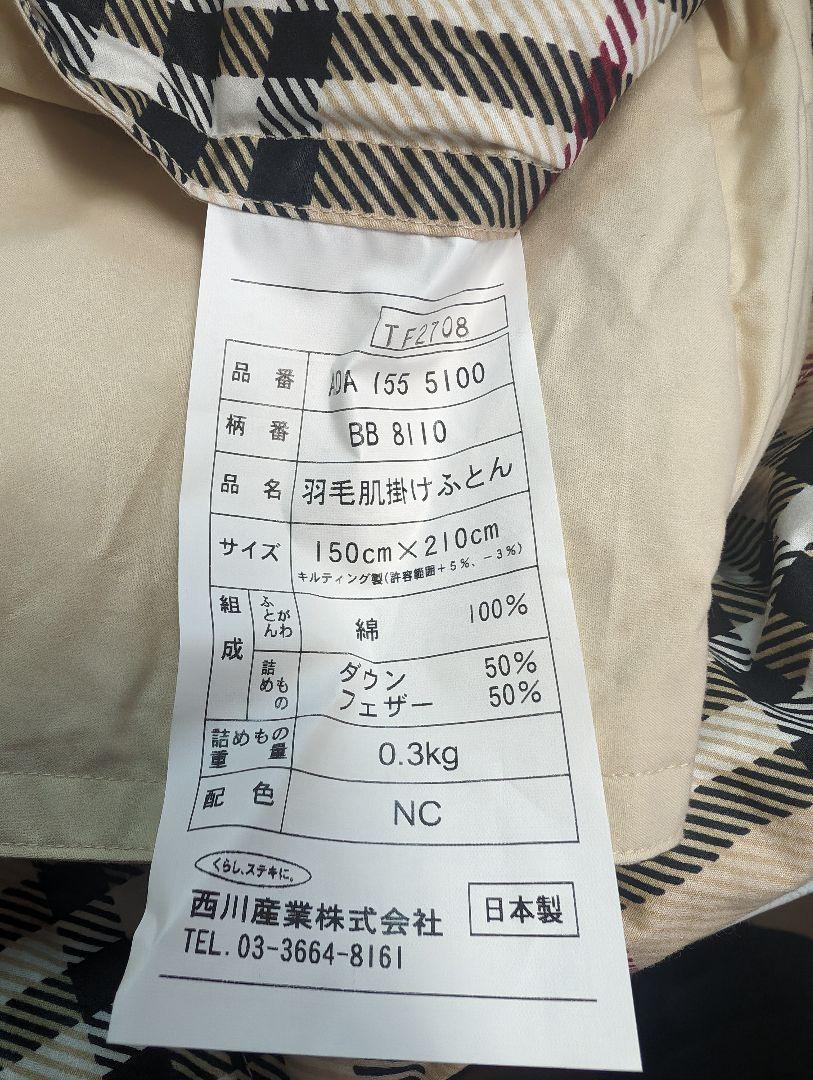 TF2708
品番 ADA 155 5100
柄番 BB 8110
品名 羽毛肌掛けふとん
サイズ 150cm×210cm
キルティング製(許容範囲+5%、-3%)
組成 ふとんがわ 綿 100%
詰めもの ダウン 50%
フェザー 50%
詰めもの重量 0.3kg
配色 NC
くらし、ステキに。
西川産業株式会社 日本製
TEL. 03-3664-8161